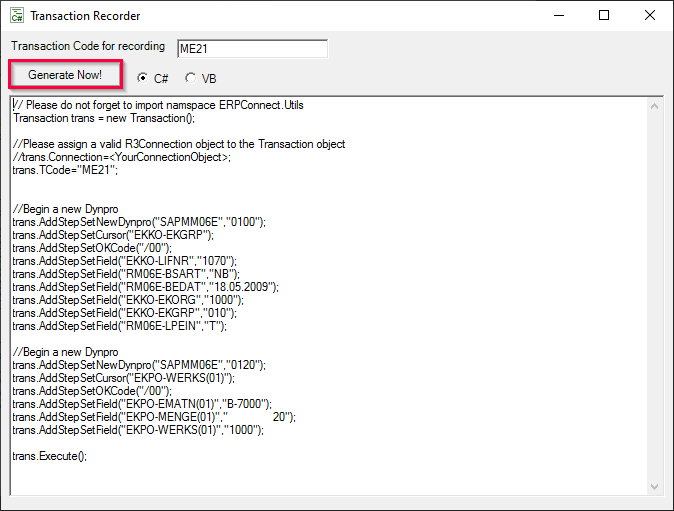 Transaction Recorder
Transaction Code for recording ME21
Generate Now! C# VB
// Please do not forget to import namspace ERPConnect.Utils
Transaction trans = new Transaction();
//Please assign a valid R3Connection object to the Transaction object
//trans.Connection=<YourConnectionObject>;
trans.TCode="ME21";
//Begin a new Dynpro
trans.AddStepSetNewDynpro("SAPMM06E","0100");
trans.AddStepSetCursor("EKKO-EKGRP");
trans.AddStepSetOKCode("/00");
trans.AddStepSetField("EKKO-LIFNR","1070");
trans.AddStepSetField("RM06E-BSART","NB");
trans.AddStepSetField("RM06E-BEDAT","18.05.2009");
trans.AddStepSetField("EKKO-EKORG","1000");
trans.AddStepSetField("EKKO-EKGRP","010");
trans.AddStepSetField("RM06E-LPEIN","T");
//Begin a new Dynpro
trans.AddStepSetNewDynpro("SAPMM06E","0120");
trans.AddStepSetCursor("EKPO-WERKS(01)");
trans.AddStepSetOKCode("/00");
trans.AddStepSetField("EKPO-EMATN(01)","B-7000");
trans.AddStepSetField("EKPO-MENGE(01)","               20");
trans.AddStepSetField("EKPO-WERKS(01)","1000");
trans.Execute();